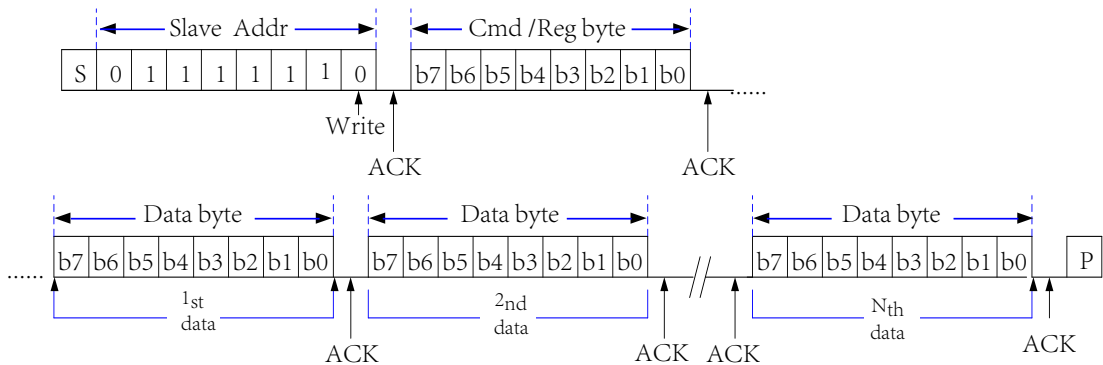 Slave Addr Cmd /Reg byte
S 0 1 1 1 1 1 1 0 b7 b6 b5 b4 b3 b2 b1 b0
......
Write
ACK ACK
Data byte Data byte Data byte
...... b7 b6 b5 b4 b3 b2 b1 b0 b7 b6 b5 b4 b3 b2 b1 b0 b7 b6 b5 b4 b3 b2 b1 b0 P
//
1st 2nd Nth
data data data
ACK ACK ACK ACK